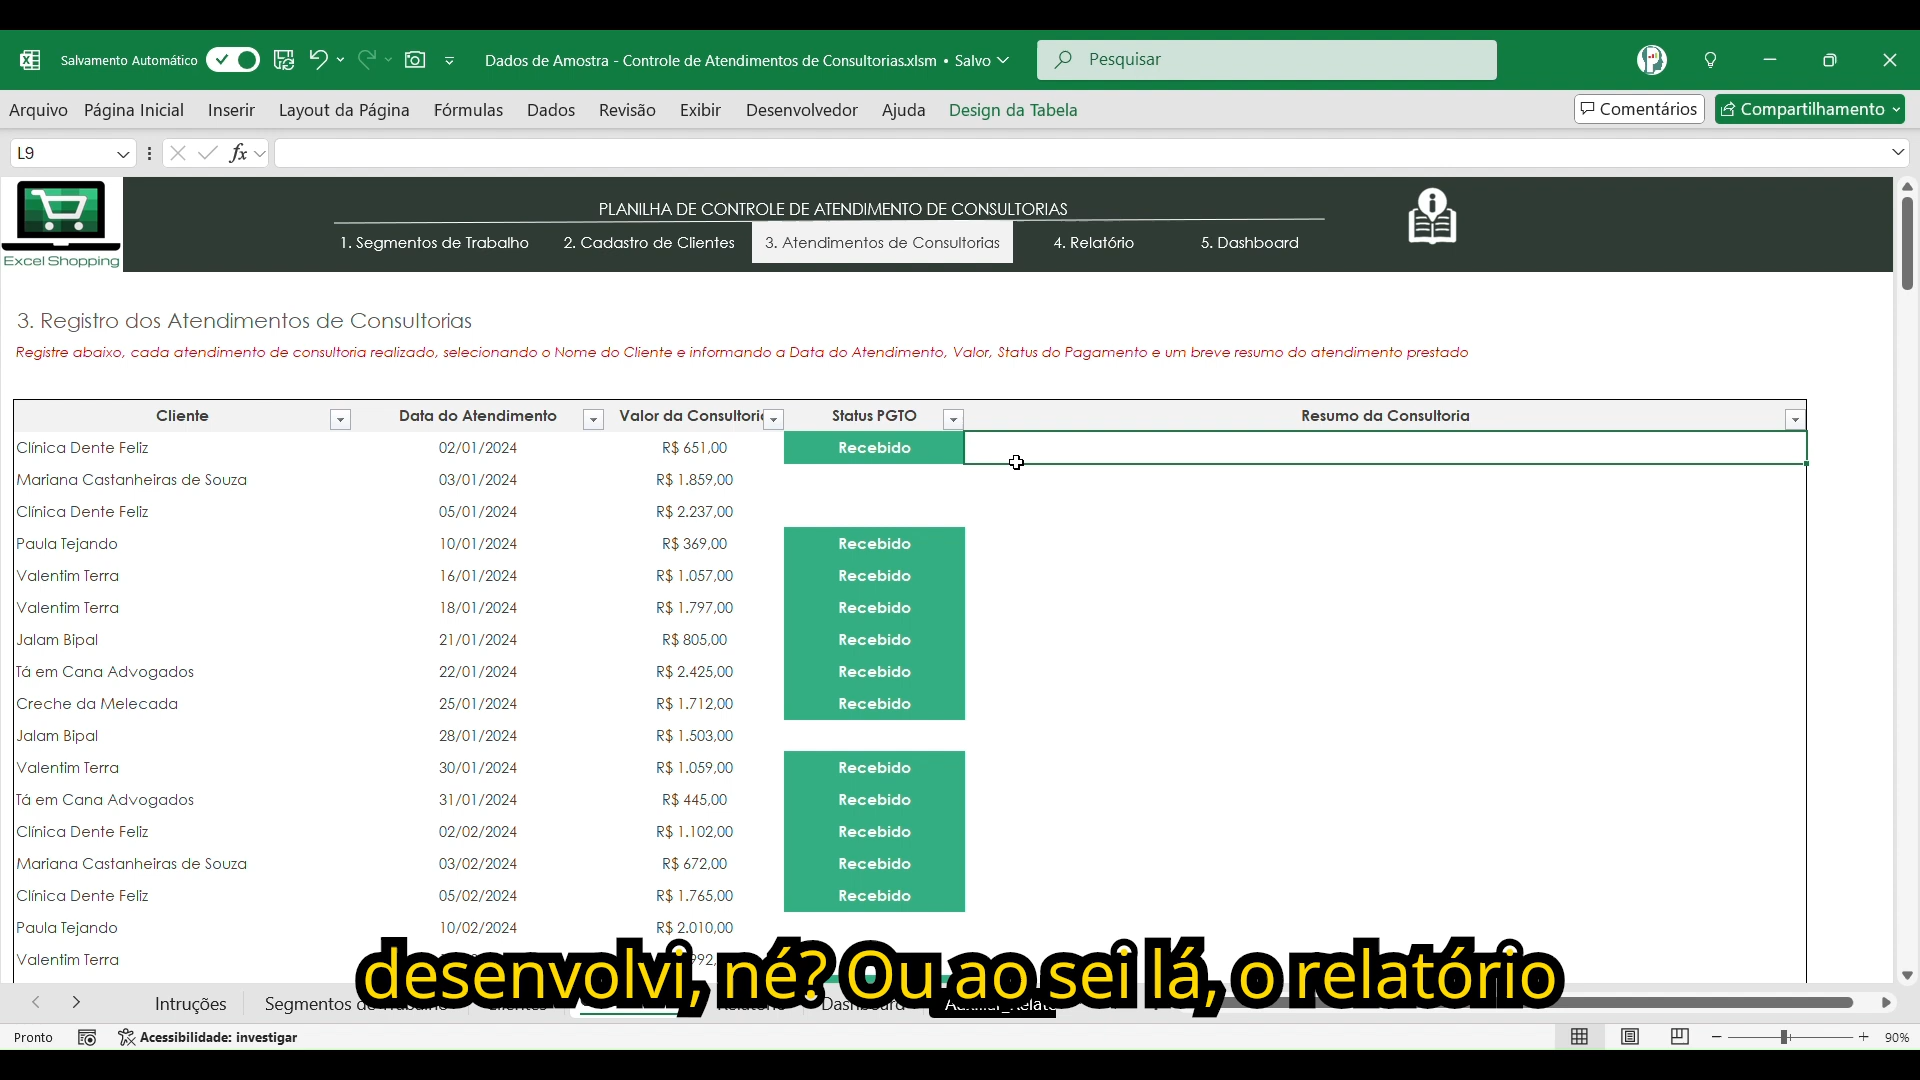 Salvamento Automático
Dados de Amostra - Controle de Atendimentos de Consultorias.xlsm • Salvo
Pesquisar
Arquivo Página Inicial Inserir Layout da Página Fórmulas Dados Revisão Exibir Desenvolvedor Ajuda Design da Tabela
Comentários
Compartilhamento
L9
fx
Excel Shopping
PLANILHA DE CONTROLE DE ATENDIMENTO DE CONSULTORIAS
1. Segmentos de Trabalho 2. Cadastro de Clientes 3. Atendimentos de Consultorias 4. Relatório 5. Dashboard
3. Registro dos Atendimentos de Consultorias
Registre abaixo, cada atendimento de consultoria realizado, selecionando o Nome do Cliente e informando a Data do Atendimento, Valor, Status do Pagamento e um breve resumo do atendimento prestado
Cliente Data do Atendimento Valor da Consultori Status PGTO Resumo da Consultoria
Clínica Dente Feliz 02/01/2024 R$ 651,00 Recebido
Mariana Castanheiras de Souza 03/01/2024 R$ 1.859,00
Clínica Dente Feliz 05/01/2024 R$ 2.237,00
Paula Tejando 10/01/2024 R$ 369,00 Recebido
Valentim Terra 16/01/2024 R$ 1.057,00 Recebido
Valentim Terra 18/01/2024 R$ 1.797,00 Recebido
Jalam Bipal 21/01/2024 R$ 805,00 Recebido
Tá em Cana Advogados 22/01/2024 R$ 2.425,00 Recebido
Creche da Melecada 25/01/2024 R$ 1.712,00 Recebido
Jalam Bipal 28/01/2024 R$ 1.503,00
Valentim Terra 30/01/2024 R$ 1.059,00 Recebido
Tá em Cana Advogados 31/01/2024 R$ 445,00 Recebido
Clínica Dente Feliz 02/02/2024 R$ 1.102,00 Recebido
Mariana Castanheiras de Souza 03/02/2024 R$ 672,00 Recebido
Clínica Dente Feliz 05/02/2024 R$ 1.765,00 Recebido
Paula Tejando 10/02/2024 R$ 2.010,00
Valentim Terra
desenvolvi, né? Ou ao sei lá, o relatório
Intruções Segmentos
Pronto
Acessibilidade: investigar
90%